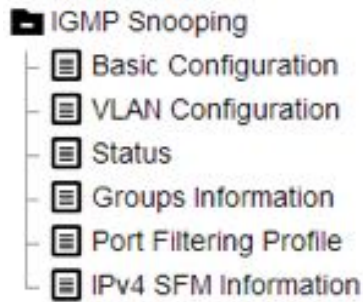 IGMP Snooping
Basic Configuration
VLAN Configuration
Status
Groups Information
Port Filtering Profile
IPv4 SFM Information